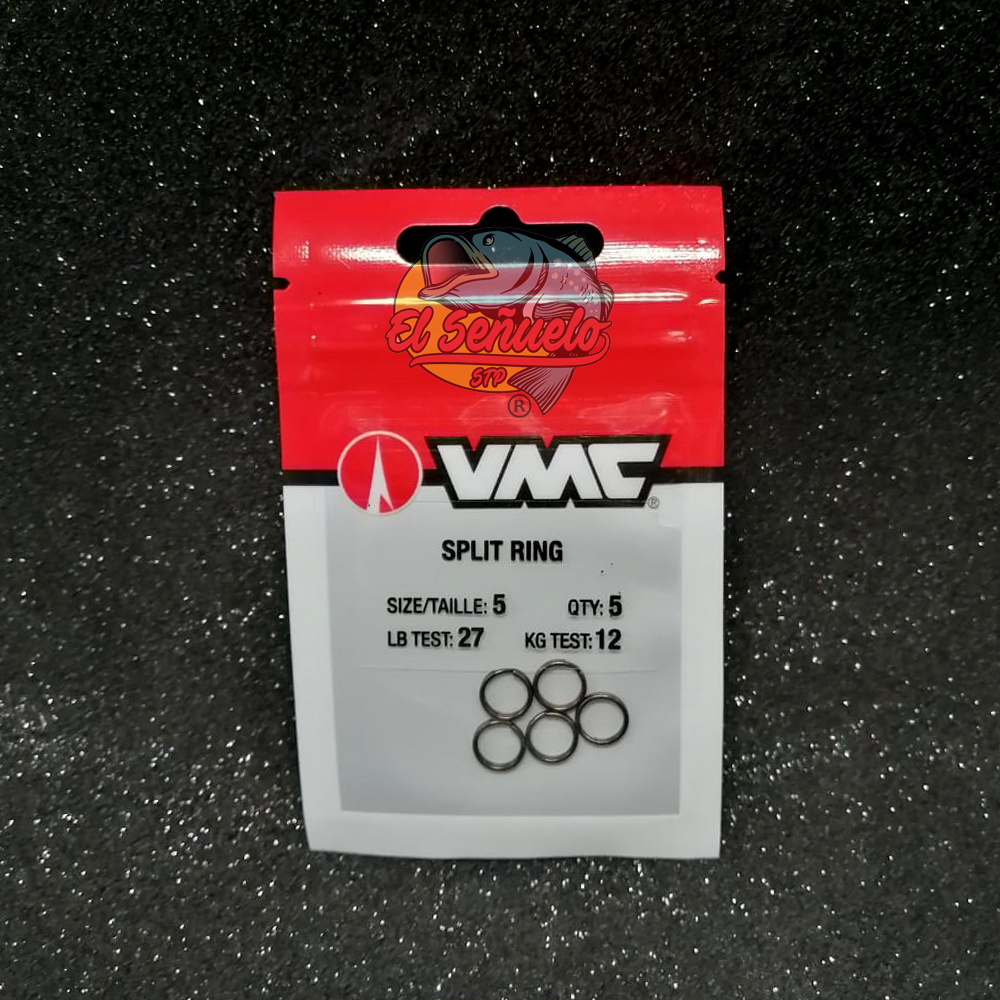 El Señuelo
STP
®
VMC®
SPLIT RING
SIZE/TAILLE: 5 QTY: 5
LB TEST: 27 KG TEST: 12